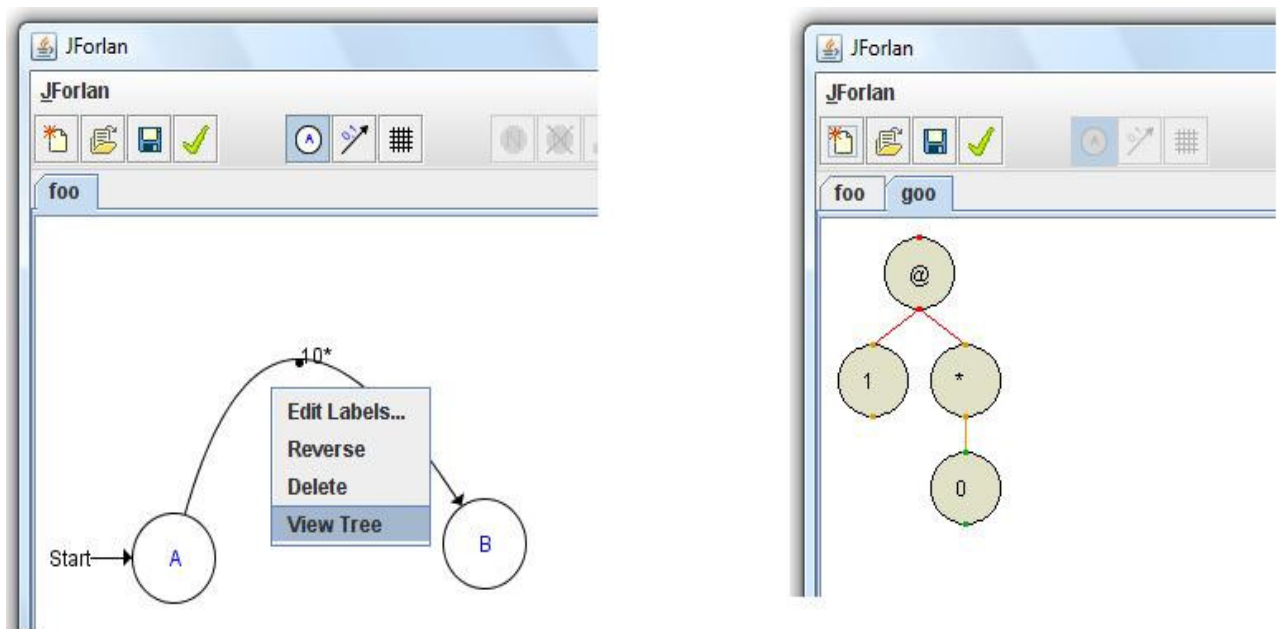 JForlan
JForlan
A
foo
10*
Edit Labels...
Reverse
Delete
View Tree
Start
A
B
JForlan
JForlan
A
foo
goo
@
1
*
0